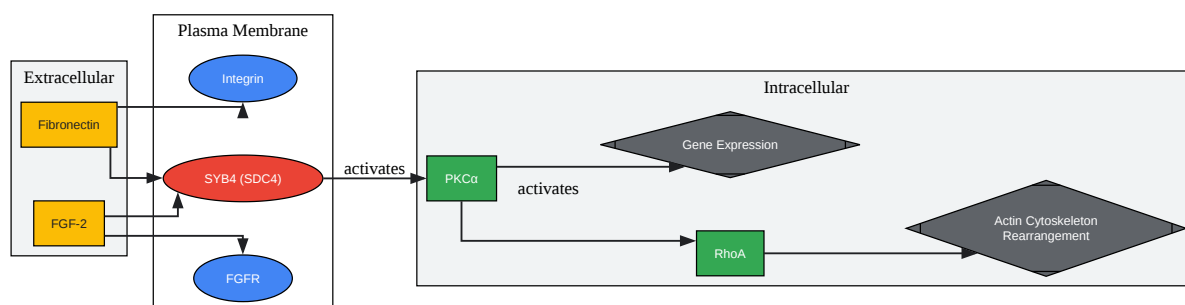 Plasma Membrane
Extracellular
Integrin
Intracellular
Fibronectin
Gene Expression
activates
SYB4 (SDC4)
PKCα
activates
FGF-2
Actin Cytoskeleton
Rearrangement
RhoA
FGFR